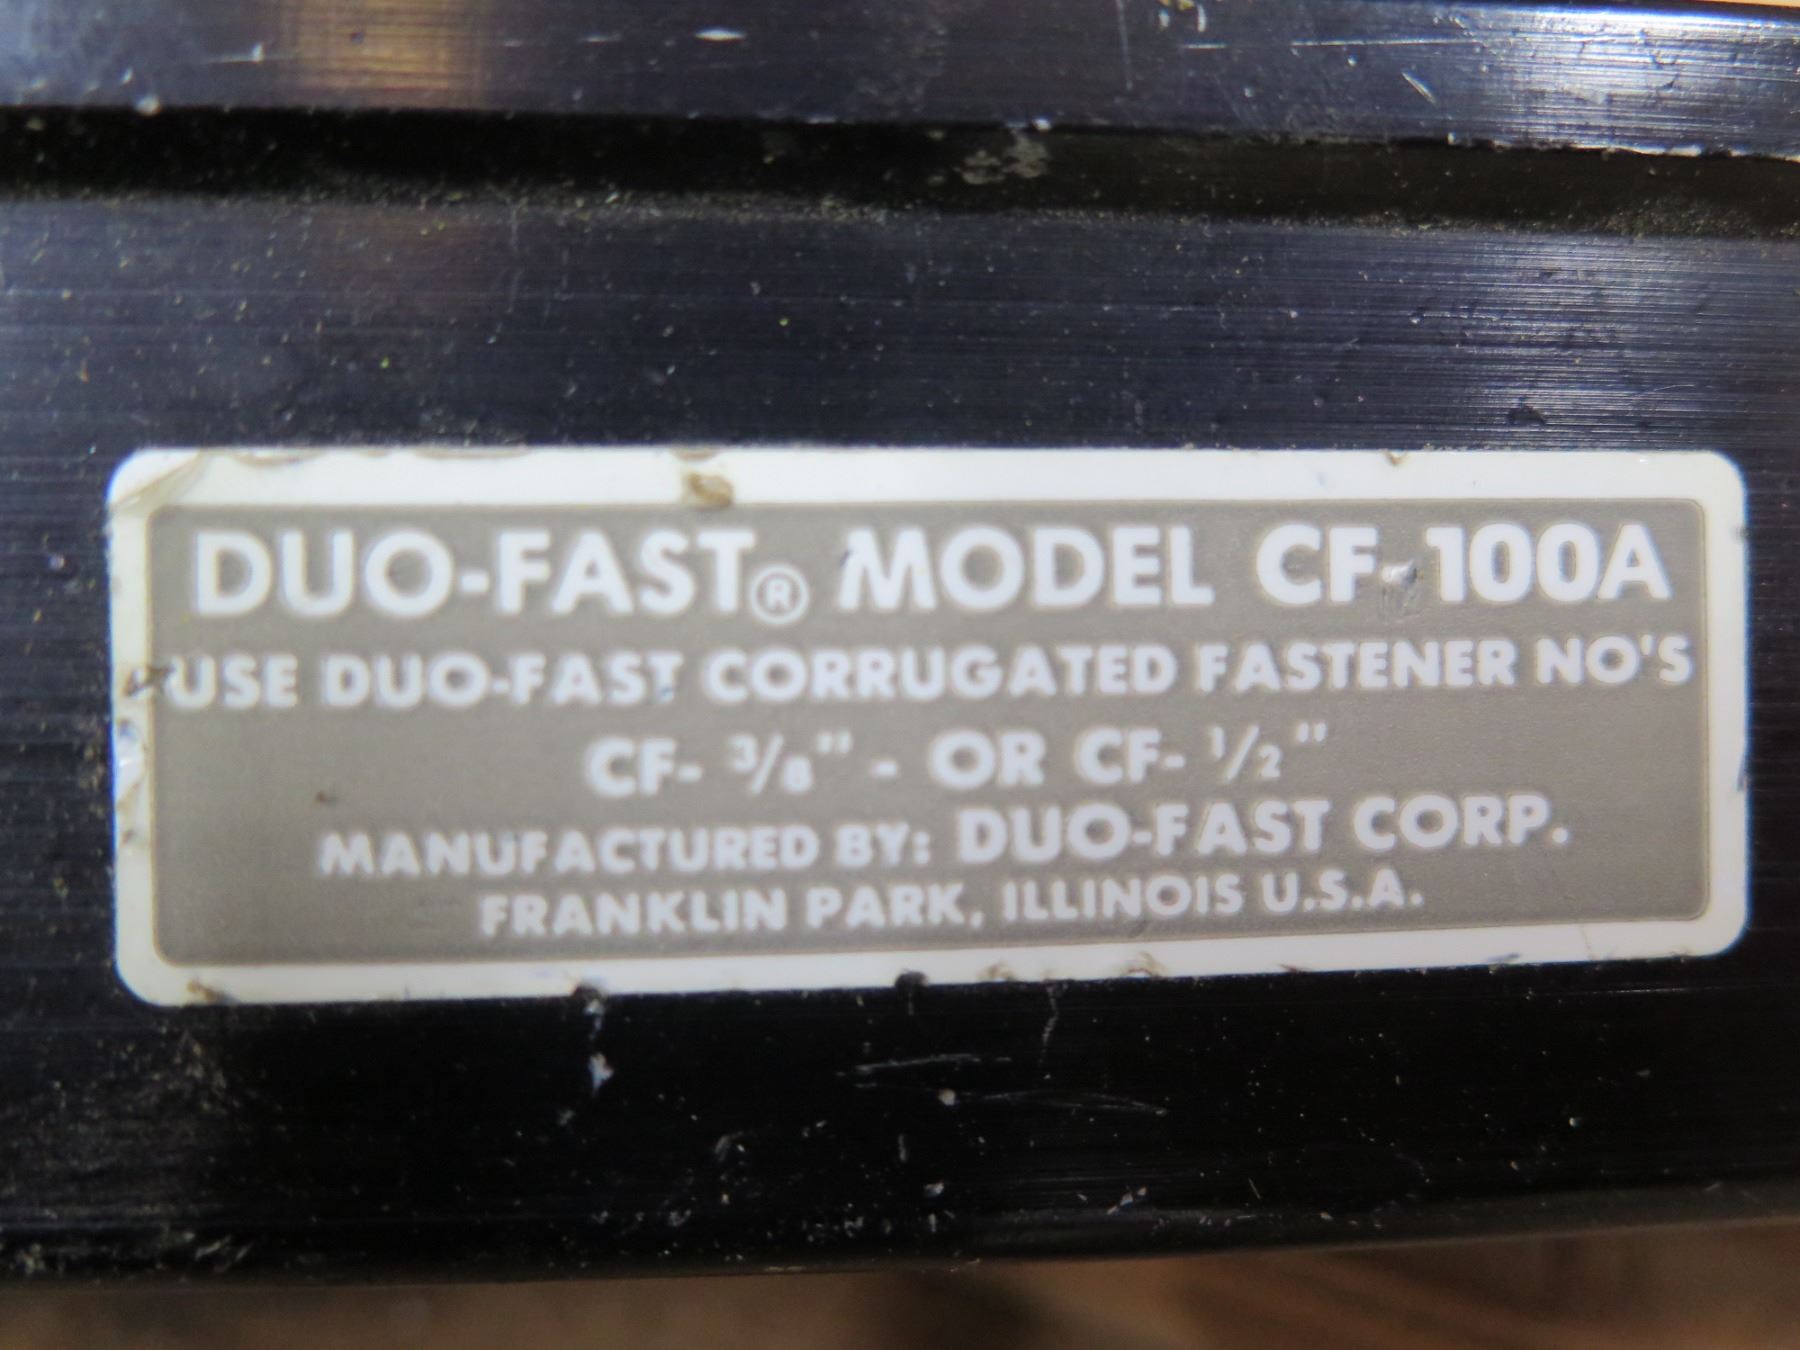 DUO-FAST® MODEL CF-100A
USE DUO-FAST CORRUGATED FASTENER NO'S
CF- 3/8" - OR CF- 1/2"
MANUFACTURED BY: DUO-FAST CORP.
FRANKLIN PARK, ILLINOIS U.S.A.